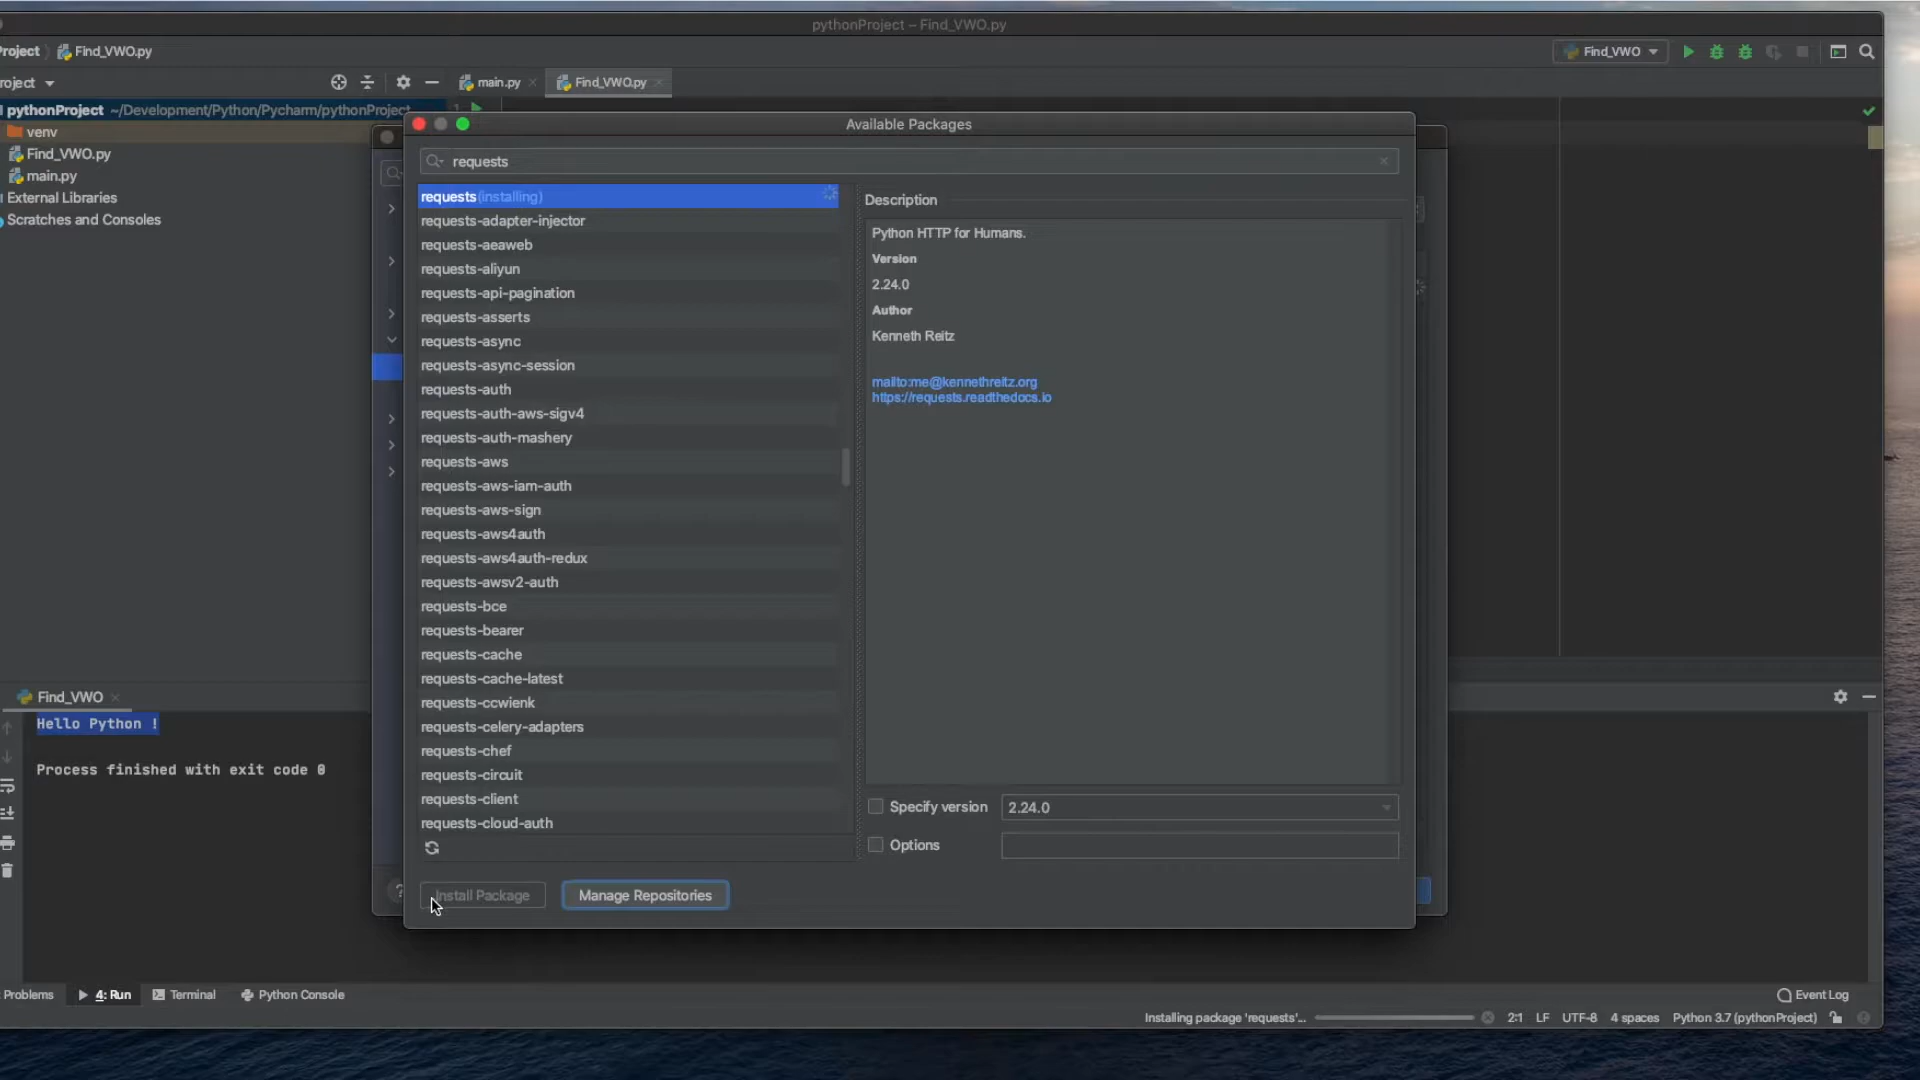 pythonProject – Find_VWO.py
Project
Find_VWO.py
Find_VWO
roject
main.py
Find_VWO.py
pythonProject ~/Development/Python/Pycharm/pythonProject
1
venv
Find_VWO.py
main.py
External Libraries
Scratches and Consoles
Available Packages
requests
requests(installing)
requests-adapter-injector
requests-aeaweb
requests-aliyun
requests-api-pagination
requests-asserts
requests-async
requests-async-session
requests-auth
requests-auth-aws-sigv4
requests-auth-mashery
requests-aws
requests-aws-iam-auth
requests-aws-sign
requests-aws4auth
requests-aws4auth-redux
requests-awsv2-auth
requests-bce
requests-bearer
requests-cache
requests-cache-latest
requests-ccwienk
requests-celery-adapters
requests-chef
requests-circuit
requests-client
requests-cloud-auth
Description
Python HTTP for Humans.
Version
2.24.0
Author
Kenneth Reitz
mailto:me@kennethreitz.org
https://requests.readthedocs.io
Specify version
2.24.0
Options
?
Install Package
Manage Repositories
Find_VWO
Hello Python !
Process finished with exit code 0
Problems
4: Run
Terminal
Python Console
Event Log
Installing package 'requests'...
2:1
LF
UTF-8
4 spaces
Python 3.7 (pythonProject)